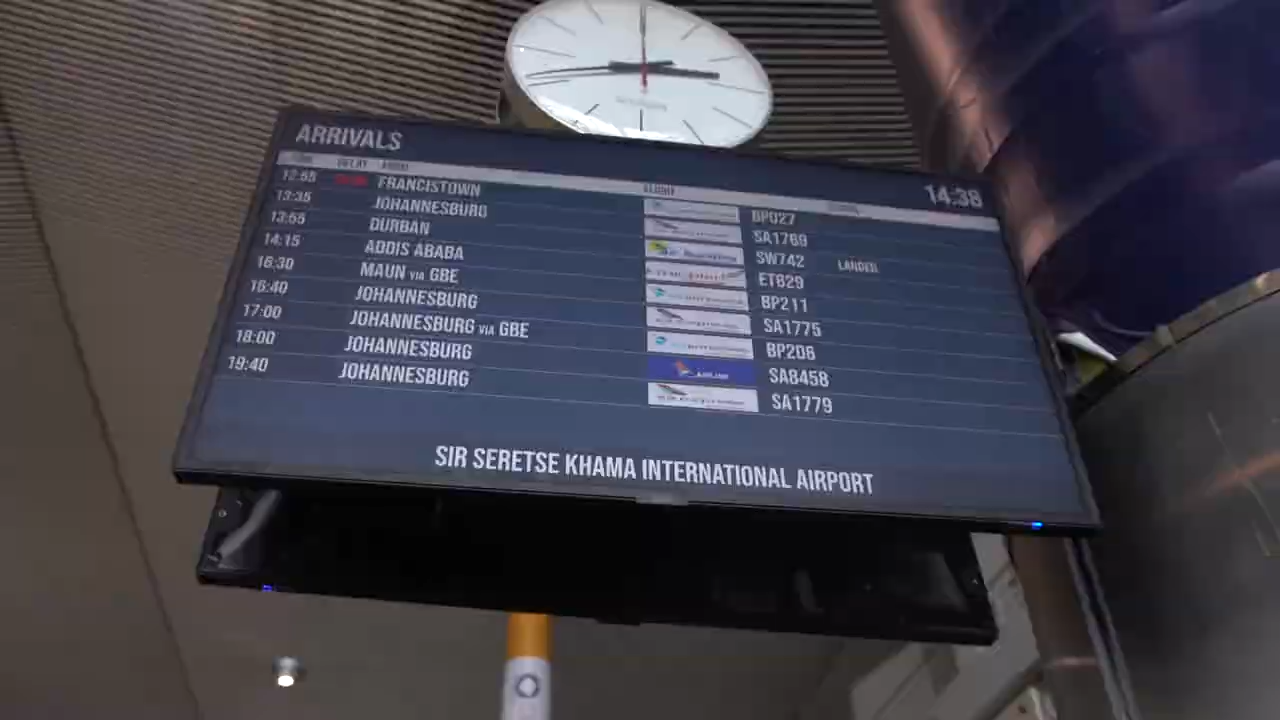 ARRIVALS
14:38
12:55 FRANCISTOWN BP027
13:35 JOHANNESBURG SA1769
13:55 DURBAN SW742 LANDED
14:15 ADDIS ABABA ET829
16:30 MAUN VIA GBE BP211
16:40 JOHANNESBURG SA1775
17:00 JOHANNESBURG VIA GBE BP206
18:00 JOHANNESBURG AIRLINK SA8458
19:40 JOHANNESBURG SA1779
SIR SERETSE KHAMA INTERNATIONAL AIRPORT